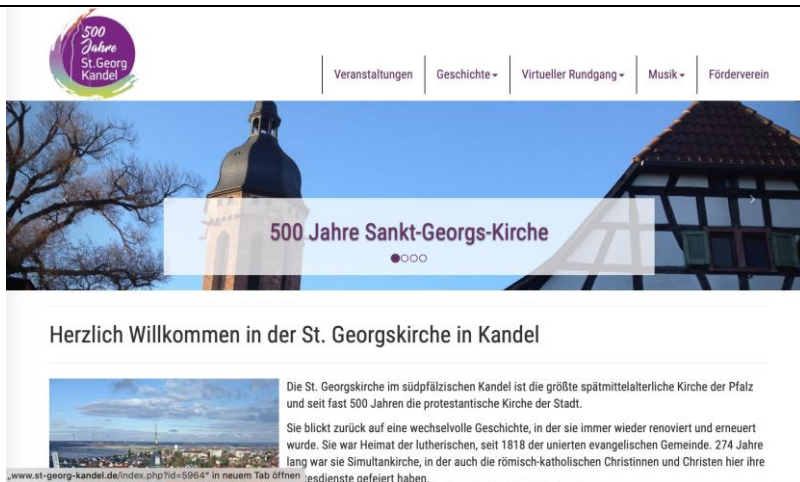 500
Jahre
St.Georg
Kandel
Veranstaltungen Geschichte Virtueller Rundgang Musik Förderverein
500 Jahre Sankt-Georgs-Kirche
Herzlich Willkommen in der St. Georgskirche in Kandel
Die St. Georgskirche im südpfälzischen Kandel ist die größte spätmittelalterliche Kirche der Pfalz
und seit fast 500 Jahren die protestantische Kirche der Stadt.
Sie blickt zurück auf eine wechselvolle Geschichte, in der sie immer wieder renoviert und erneuert
wurde. Sie war Heimat der lutherischen, seit 1818 der unierten evangelischen Gemeinde. 274 Jahre
lang war sie Simultankirche, in der auch die römisch-katholischen Christinnen und Christen hier ihre
„www.st-georg-kandel.de/index.php?id=5964“ in neuem Tab öffnen
esdienste gefeiert haben.